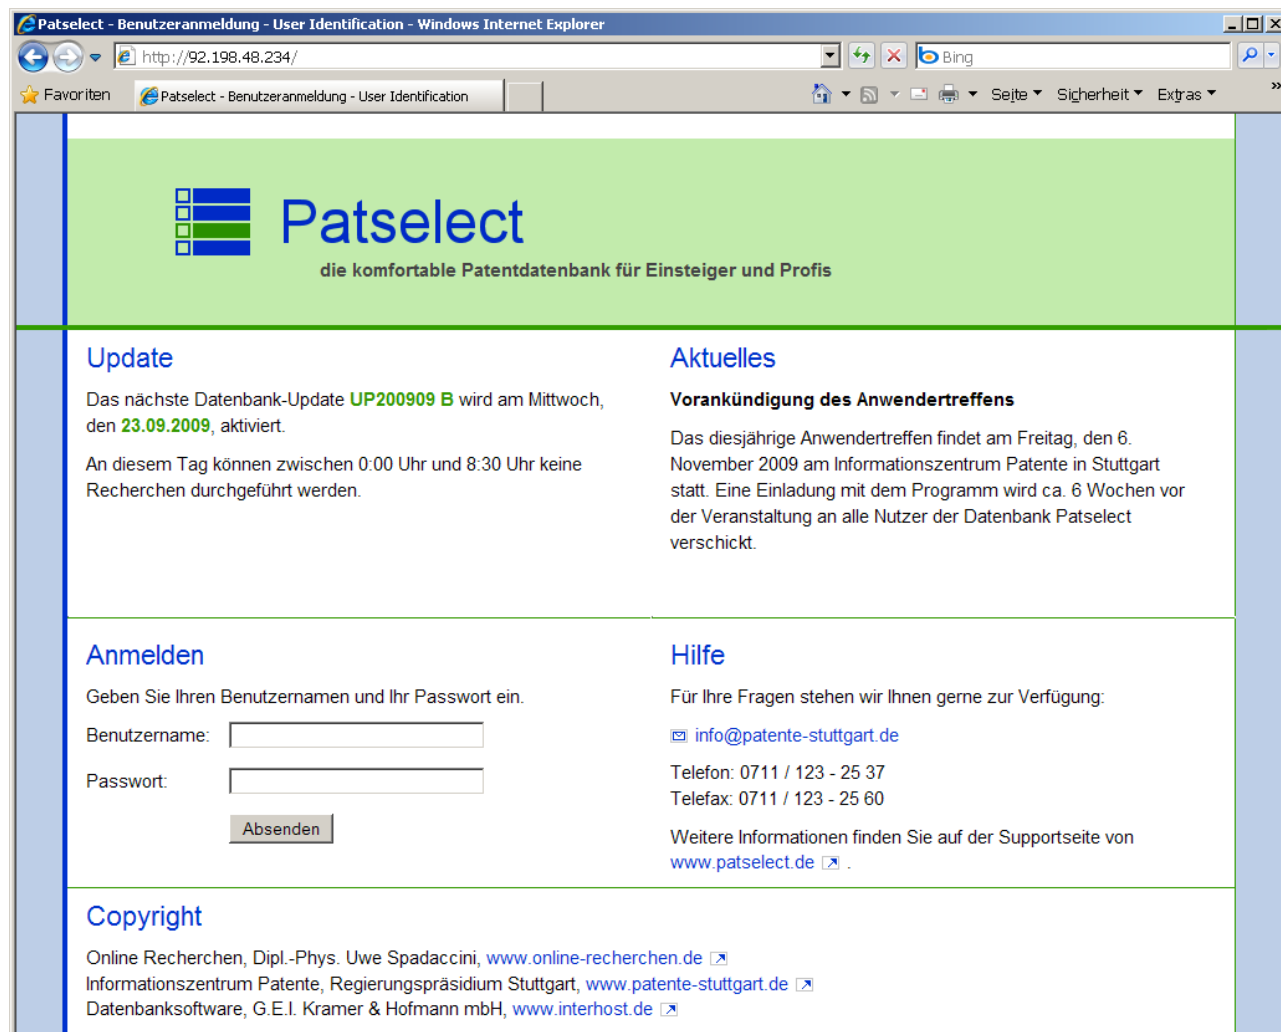 Patselect - Benutzeranmeldung - User Identification - Windows Internet Explorer
http://92.198.48.234/
Bing
Favoriten
Patselect - Benutzeranmeldung - User Identification
Seite
Sicherheit
Extras
»
Patselect
die komfortable Patentdatenbank für Einsteiger und Profis
Update
Das nächste Datenbank-Update UP200909 B wird am Mittwoch,
den 23.09.2009, aktiviert.
An diesem Tag können zwischen 0:00 Uhr und 8:30 Uhr keine
Recherchen durchgeführt werden.
Aktuelles
Vorankündigung des Anwendertreffens
Das diesjährige Anwendertreffen findet am Freitag, den 6.
November 2009 am Informationszentrum Patente in Stuttgart
statt. Eine Einladung mit dem Programm wird ca. 6 Wochen vor
der Veranstaltung an alle Nutzer der Datenbank Patselect
verschickt.
Anmelden
Geben Sie Ihren Benutzernamen und Ihr Passwort ein.
Benutzername:
Passwort:
Absenden
Hilfe
Für Ihre Fragen stehen wir Ihnen gerne zur Verfügung:
info@patente-stuttgart.de
Telefon: 0711 / 123 - 25 37
Telefax: 0711 / 123 - 25 60
Weitere Informationen finden Sie auf der Supportseite von
www.patselect.de .
Copyright
Online Recherchen, Dipl.-Phys. Uwe Spadaccini, www.online-recherchen.de
Informationszentrum Patente, Regierungspräsidium Stuttgart, www.patente-stuttgart.de
Datenbanksoftware, G.E.I. Kramer & Hofmann mbH, www.interhost.de